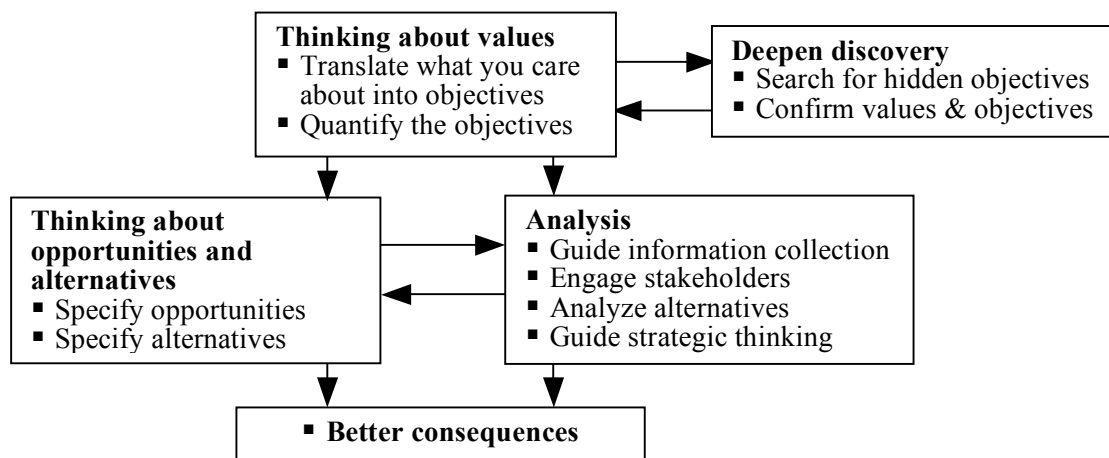 Thinking about values
▪ Translate what you care
about into objectives
▪ Quantify the objectives
Deepen discovery
▪ Search for hidden objectives
▪ Confirm values & objectives
Thinking about
opportunities and
alternatives
▪ Specify opportunities
▪ Specify alternatives
Analysis
▪ Guide information collection
▪ Engage stakeholders
▪ Analyze alternatives
▪ Guide strategic thinking
▪ Better consequences